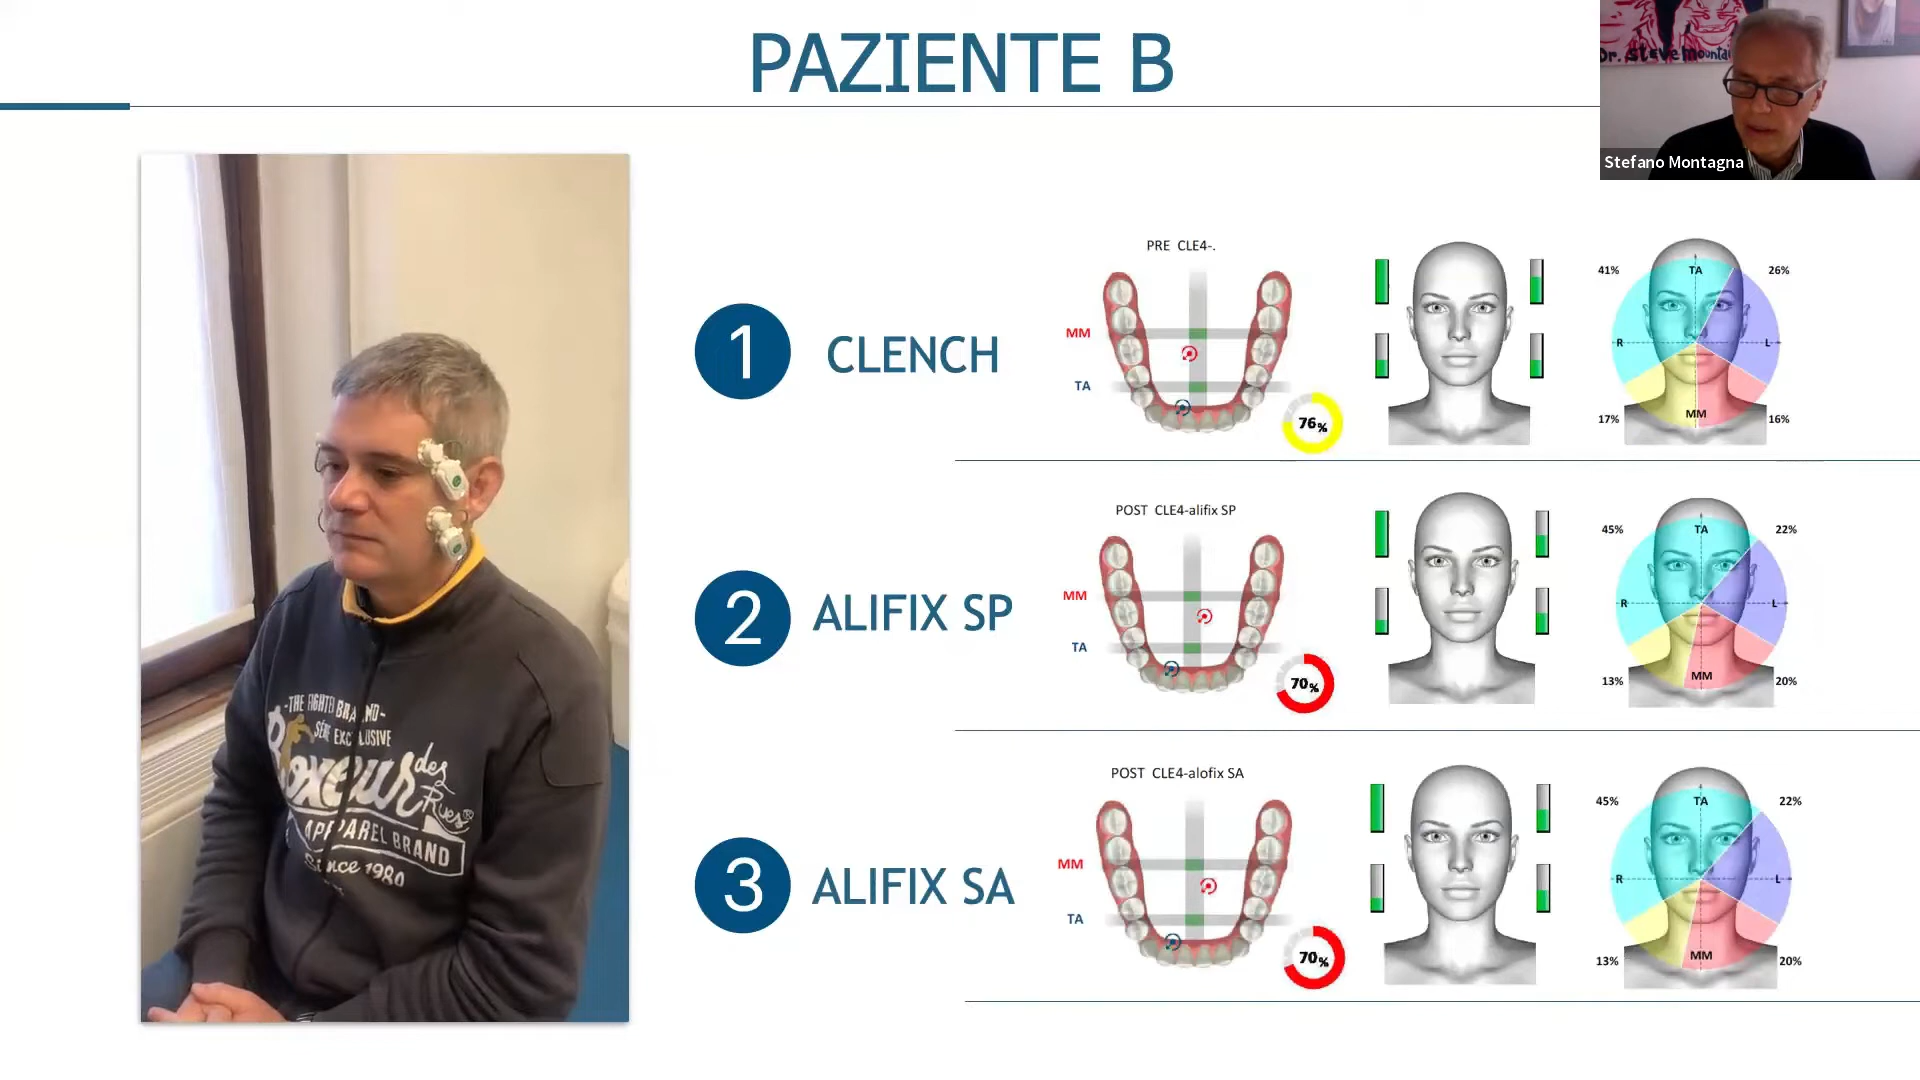 PAZIENTE B
Dr. Steve mountai
Stefano Montagna
-THE FIGHTER BRAND-
SÉRIE EXCLUSIVE
Boxeur des
Rues®
APPAREL BRAND
Since 1980
1
CLENCH
PRE CLE4-.
MM
TA
76%
41%
TA
26%
R
L
17%
MM
16%
2
ALIFIX SP
POST CLE4-alifix SP
MM
TA
70%
45%
TA
22%
R
L
13%
MM
20%
3
ALIFIX SA
POST CLE4-alofix SA
MM
TA
70%
45%
TA
22%
R
L
13%
MM
20%